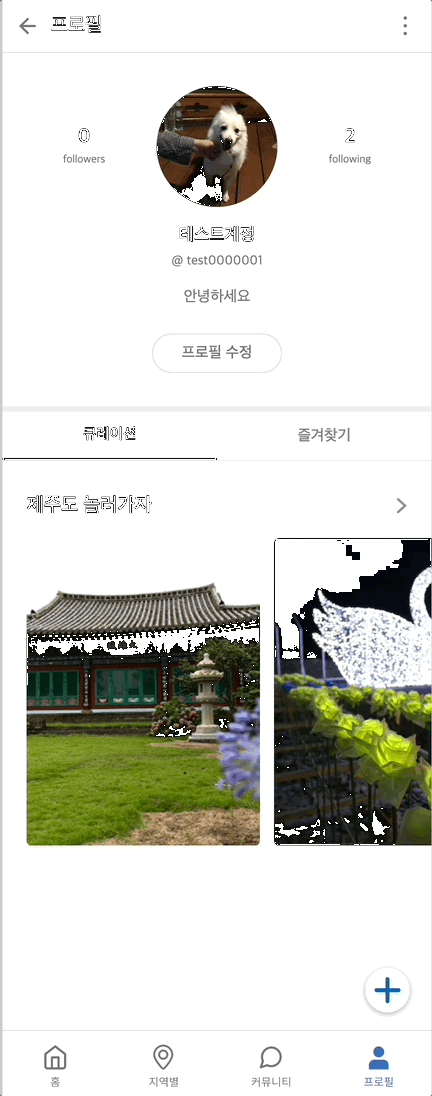 프로필
0
followers
2
following
테스트계정
@ test0000001
안녕하세요
프로필 수정
큐레이션
즐겨찾기
제주도 놀러가자
홈
지역별
커뮤니티
프로필